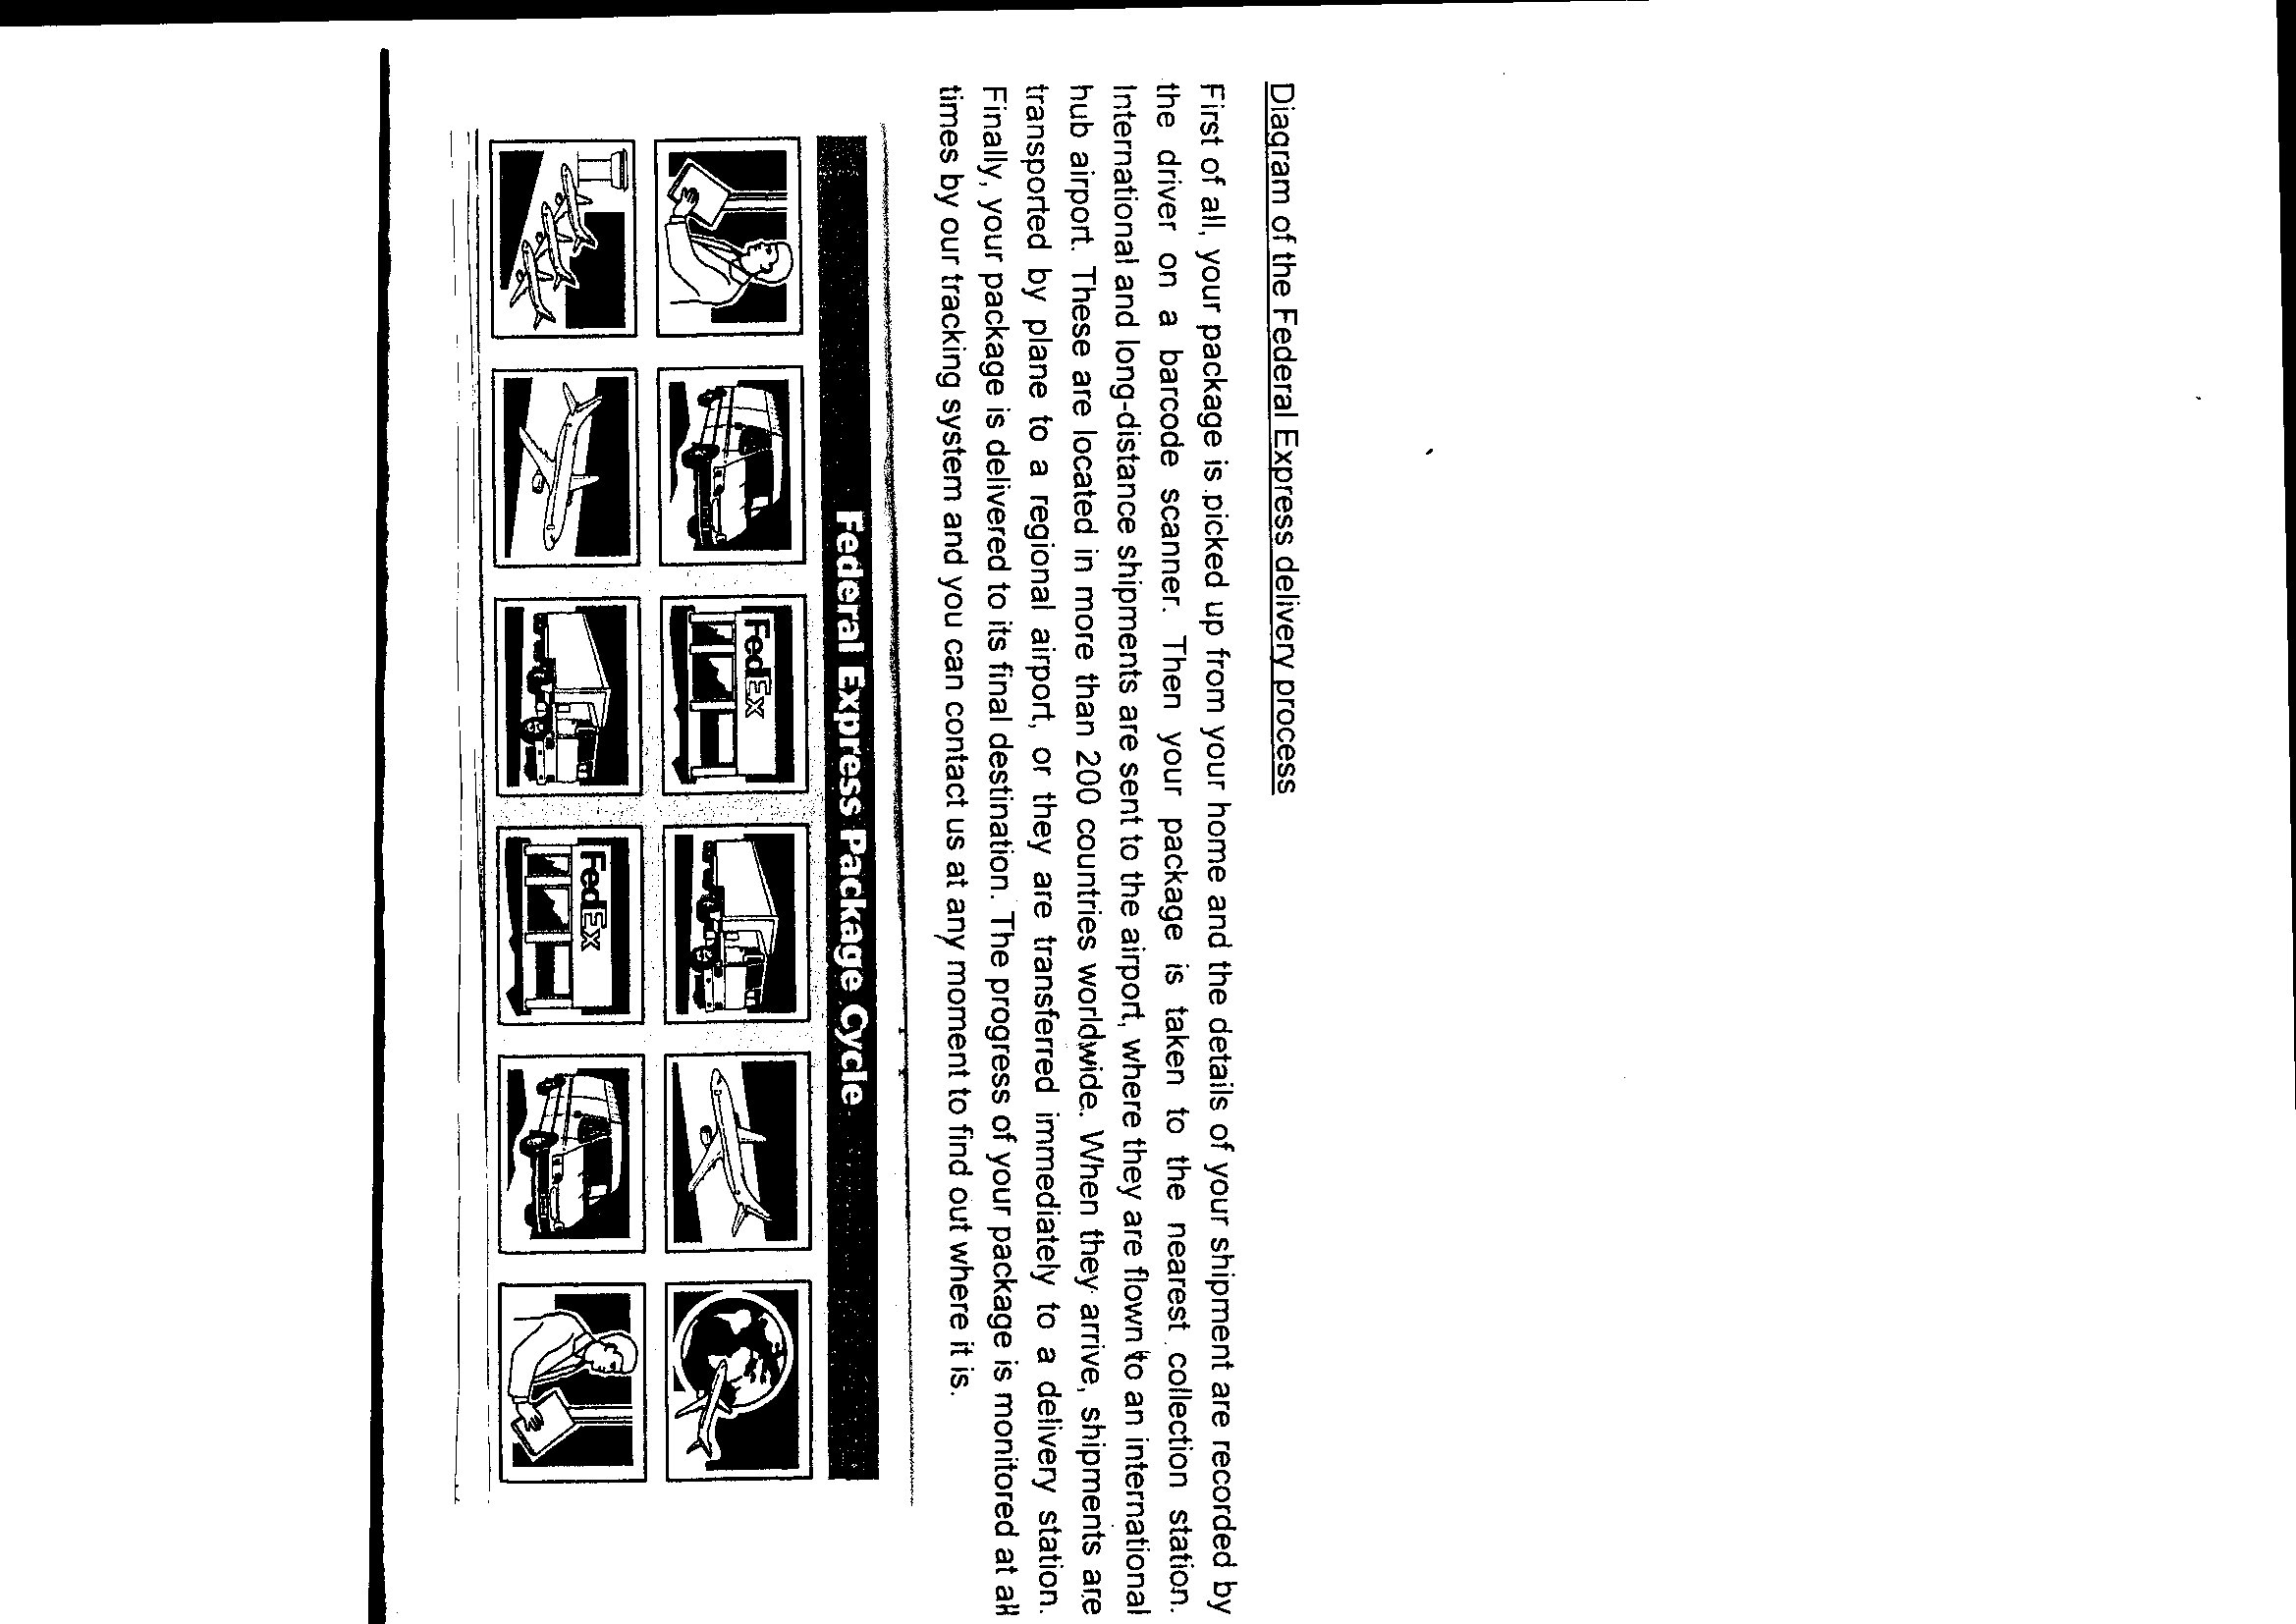 Diagram of the Federal Express delivery process
First of all, your package is picked up from your home and the details of your shipment are recorded by
the driver on a barcode scanner. Then your package is taken to the nearest collection station.
International and long-distance shipments are sent to the airport, where they are flown to an international
hub airport. These are located in more than 200 countries worldwide. When they arrive, shipments are
transported by plane to a regional airport, or they are transferred immediately to a delivery station.
Finally, your package is delivered to its final destination. The progress of your package is monitored at all
times by our tracking system and you can contact us at any moment to find out where it is.
Federal Express Package Cycle
FedEx
FedEx